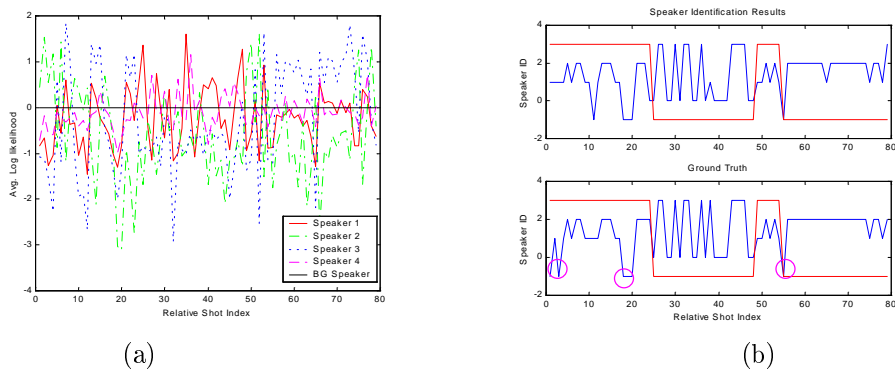 2
1
0
-1
-2
-3
-4
Avg. Log likelihood
0 10 20 30 40 50 60 70 80
Relative Shot Index
Speaker 1
Speaker 2
Speaker 3
Speaker 4
BG Speaker
(a)
Speaker Identification Results
4
2
0
-2
Speaker ID
0 10 20 30 40 50 60 70 80
Ground Truth
4
2
0
-2
Speaker ID
0 10 20 30 40 50 60 70 80
Relative Shot Index
(b)